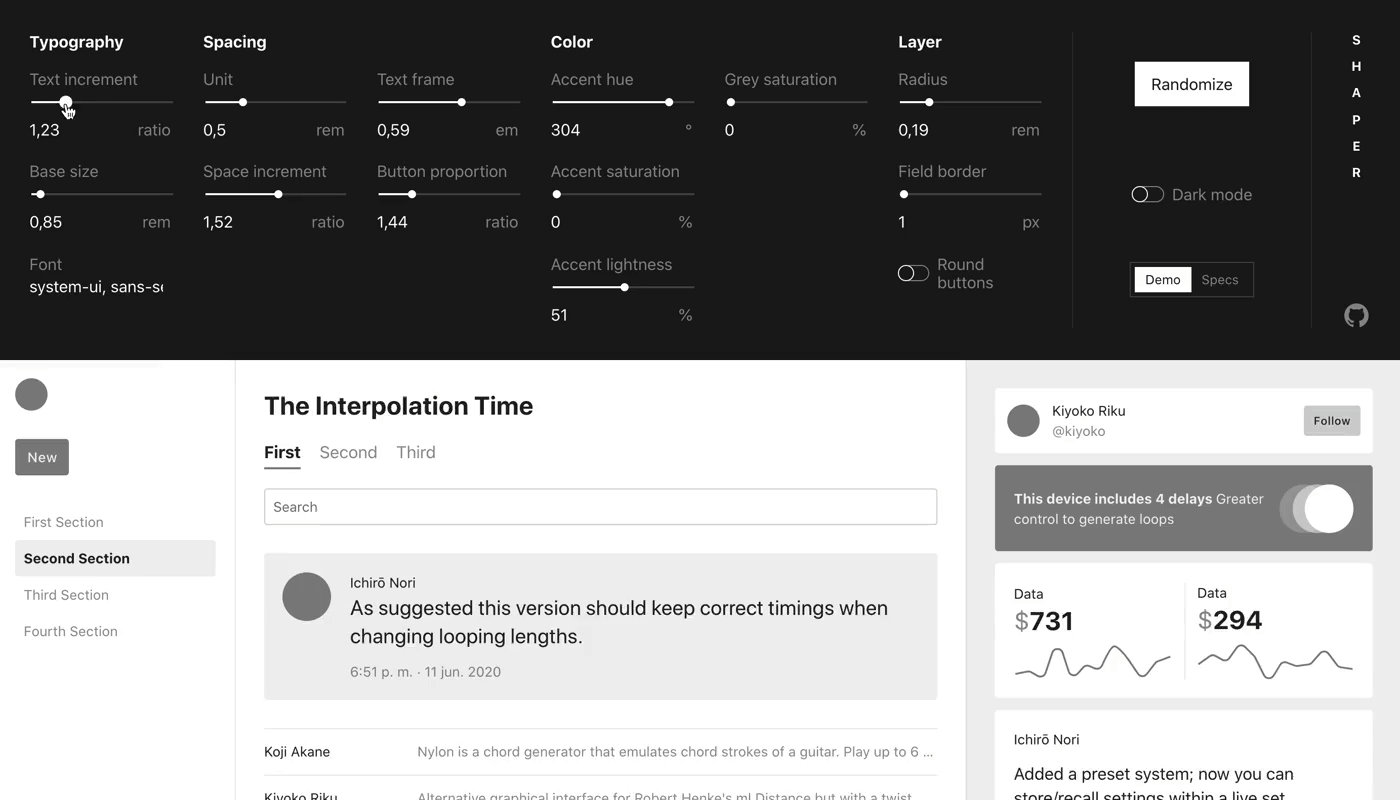 Typography
Text increment
1,23 ratio
Base size
0,85 rem
Font
system-ui, sans-se
Spacing
Unit
0,5 rem
Space increment
1,52 ratio
Text frame
0,59 em
Button proportion
1,44 ratio
Color
Accent hue
304 °
Accent saturation
0 %
Accent lightness
51 %
Grey saturation
0 %
Layer
Radius
0,19 rem
Field border
1 px
Round
buttons
Randomize
Dark mode
Demo Specs
S
H
A
P
E
R
New
First Section
Second Section
Third Section
Fourth Section
The Interpolation Time
First Second Third
Search
Ichirō Nori
As suggested this version should keep correct timings when
changing looping lengths.
6:51 p. m. · 11 jun. 2020
Koji Akane Nylon is a chord generator that emulates chord strokes of a guitar. Play up to 6 ...
Kiyoko Riku Alternative graphical interface for Robert Henke's ml Distance but with a twist
Kiyoko Riku
@kiyoko
Follow
This device includes 4 delays Greater
control to generate loops
Data
$731
Data
$294
Ichirō Nori
Added a preset system; now you can
store/recall settings within a live set